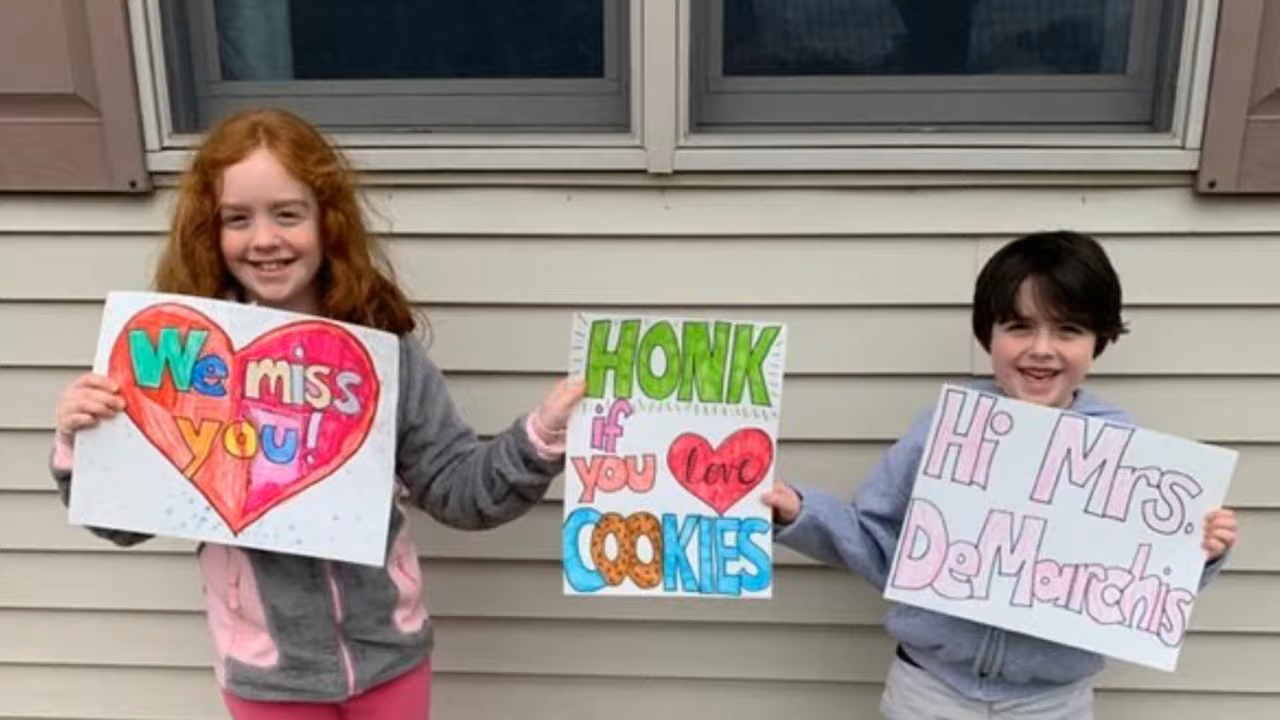 We
miss
you!
HONK
if
you love
COOKIES
Hi Mrs.
DeMarchis